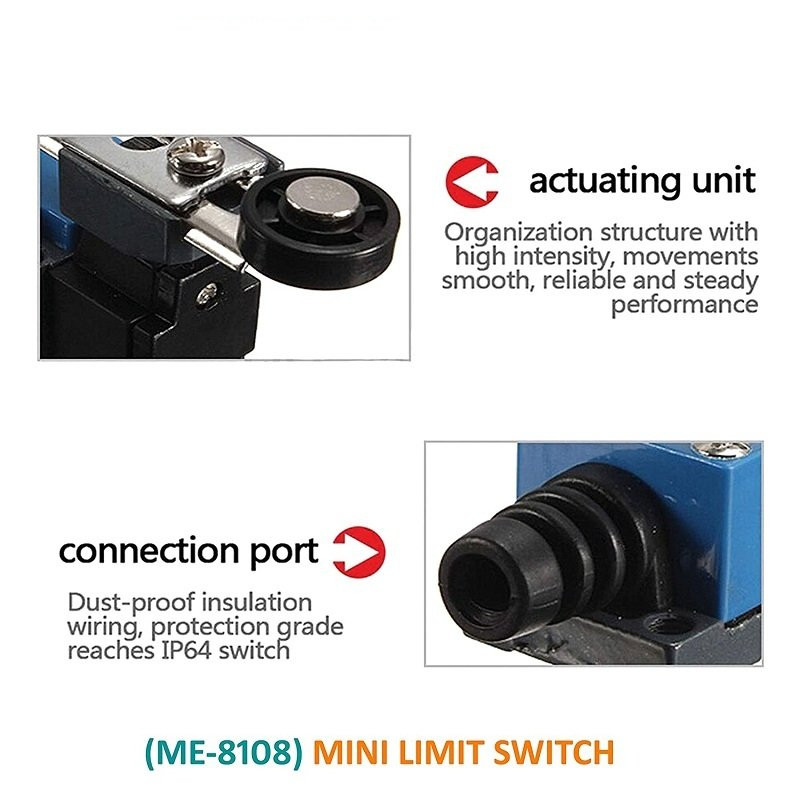 actuating unit
Organization structure with
high intensity, movements
smooth, reliable and steady
performance
connection port
Dust-proof insulation
wiring, protection grade
reaches IP64 switch
(ME-8108) MINI LIMIT SWITCH